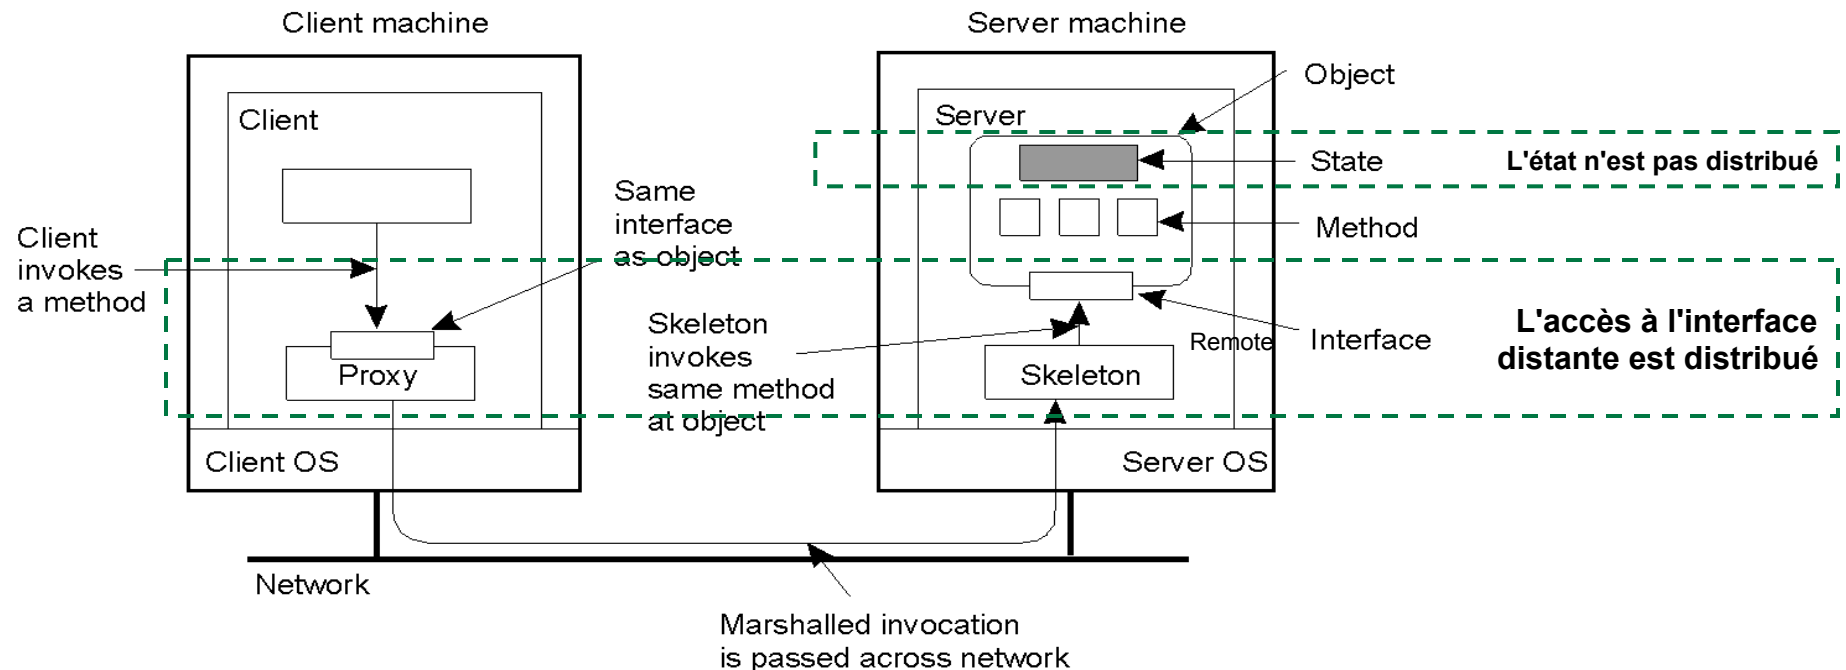 Client machine
Server machine
Object
Client
Server
State
L'état n'est pas distribué
Same
interface
as object
Method
Client
invokes
a method
Skeleton
invokes
same method
at object
Remote
Interface
L'accès à l'interface
distante est distribué
Proxy
Skeleton
Client OS
Server OS
Network
Marshalled invocation
is passed across network